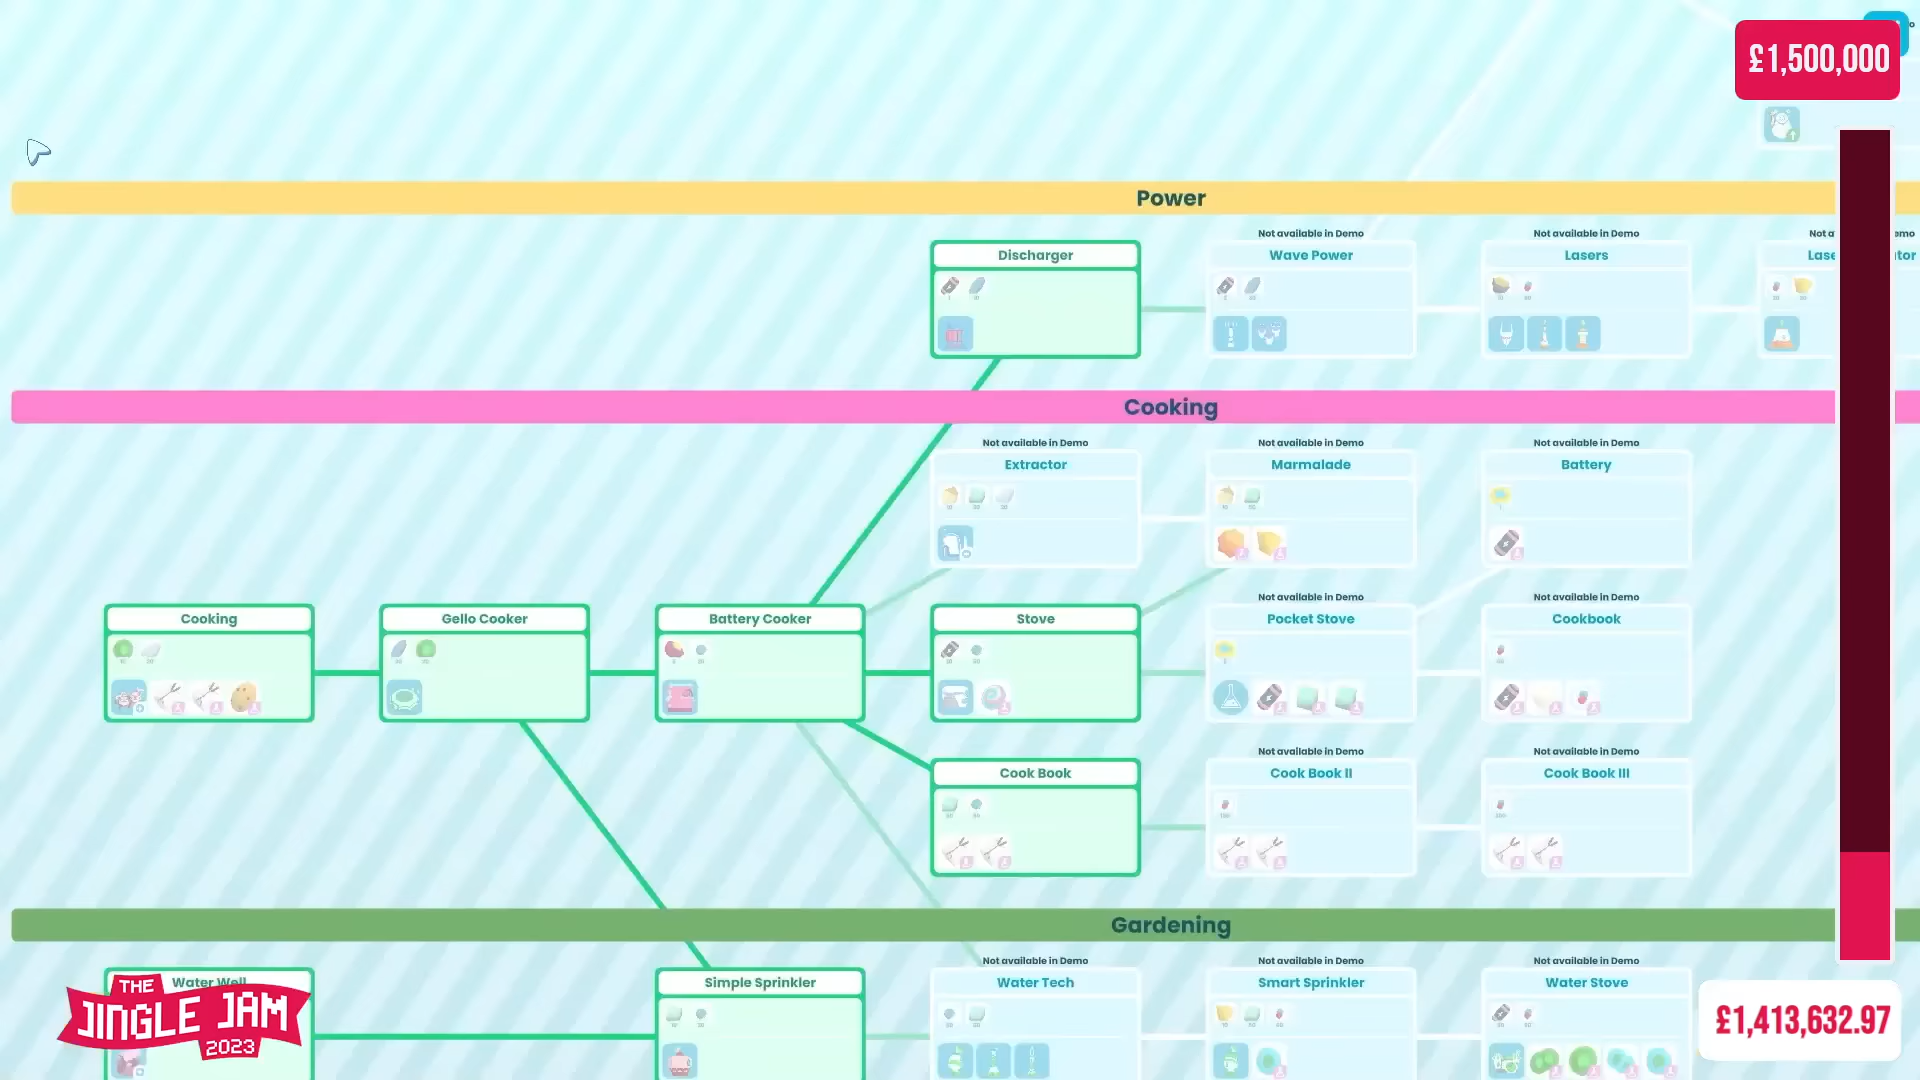 £1,500,000
Power
Not available in Demo
Not available in Demo
Discharger
Wave Power
Lasers
Cooking
Not available in Demo
Not available in Demo
Not available in Demo
Extractor
Marmalade
Battery
Not available in Demo
Not available in Demo
Cooking
Gello Cooker
Battery Cooker
Stove
Pocket Stove
Cookbook
Not available in Demo
Not available in Demo
Cook Book
Cook Book II
Cook Book III
Gardening
Not available in Demo
Not available in Demo
Not available in Demo
Water Well
Simple Sprinkler
Water Tech
Smart Sprinkler
Water Stove
THE
JINGLE JAM
2023
£1,413,632.97